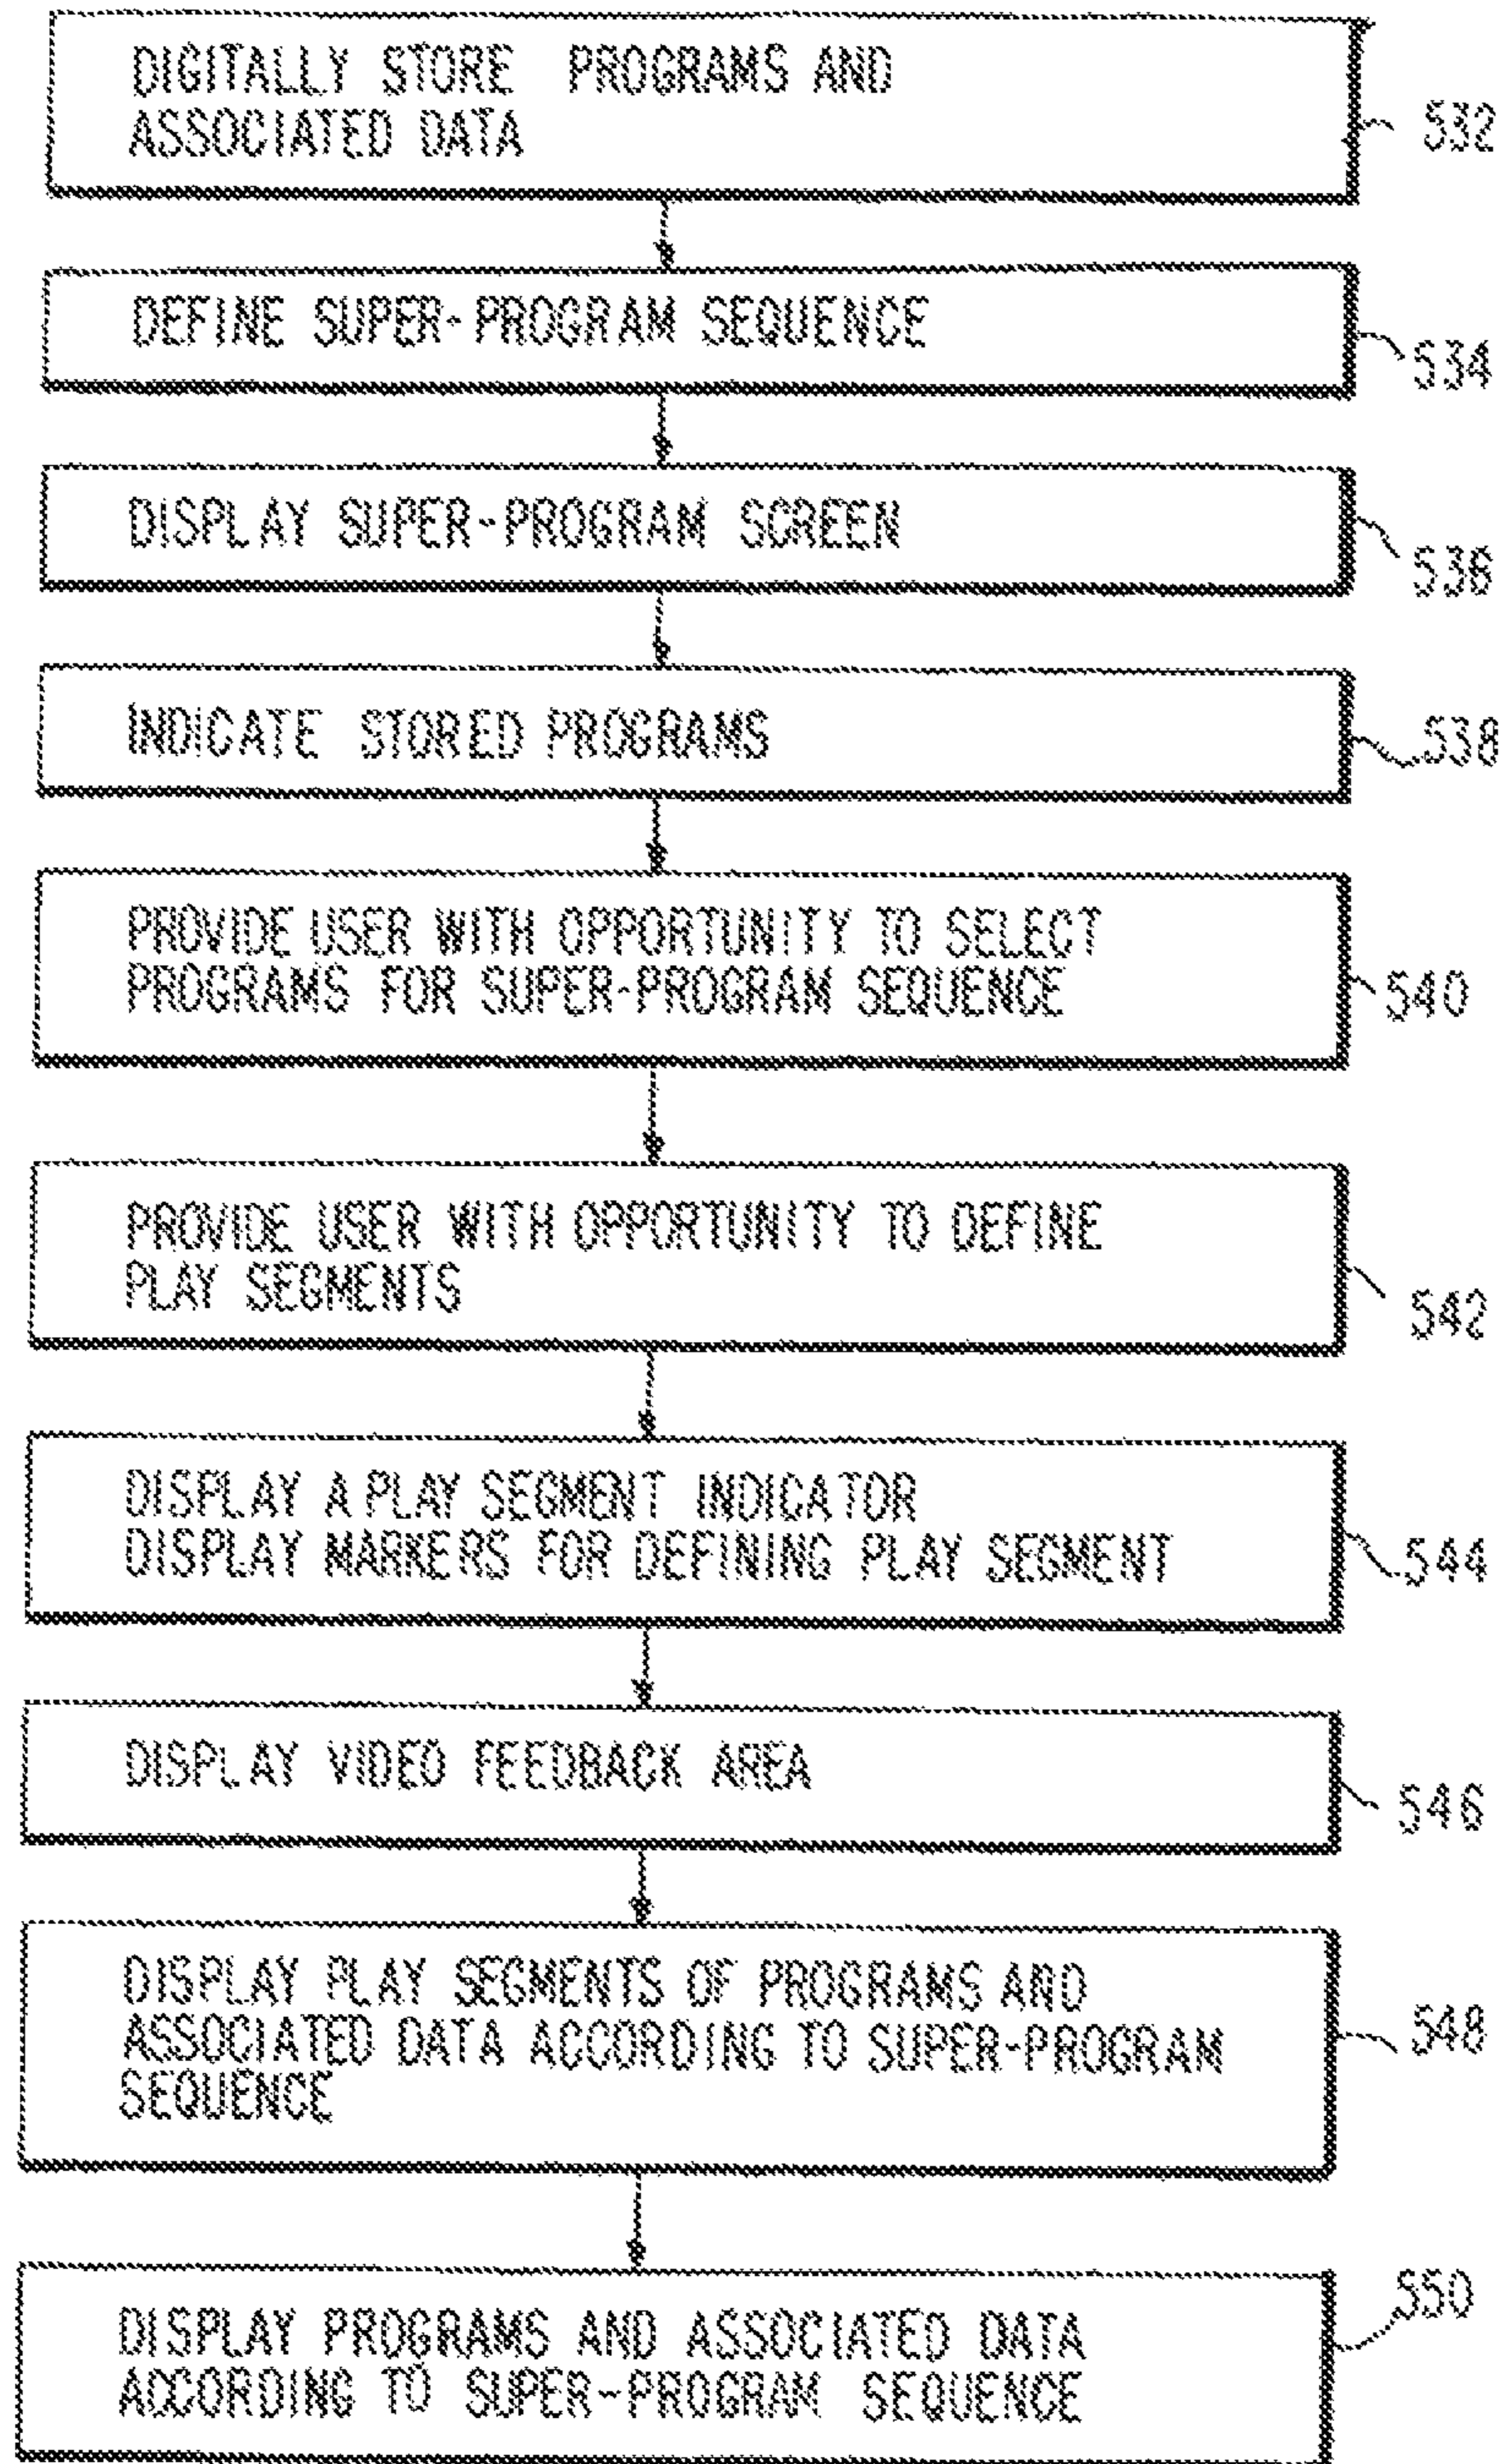 DIGITALLY STORE PROGRAMS AND
ASSOCIATED DATA
532
DEFINE SUPER-PROGRAM SEQUENCE
534
DISPLAY SUPER-PROGRAM SCREEN
536
INDICATE STORED PROGRAMS
538
PROVIDE USER WITH OPPORTUNITY TO SELECT
PROGRAMS FOR SUPER-PROGRAM SEQUENCE
540
PROVIDE USER WITH OPPORTUNITY TO DEFINE
PLAY SEGMENTS
542
DISPLAY A PLAY SEGMENT INDICATOR
DISPLAY MARKERS FOR DEFINING PLAY SEGMENT
544
DISPLAY VIDEO FEEDBACK AREA
546
DISPLAY PLAY SEGMENTS OF PROGRAMS AND
ASSOCIATED DATA ACCORDING TO SUPER-PROGRAM
SEQUENCE
548
DISPLAY PROGRAMS AND ASSOCIATED DATA
ACCORDING TO SUPER-PROGRAM SEQUENCE
550